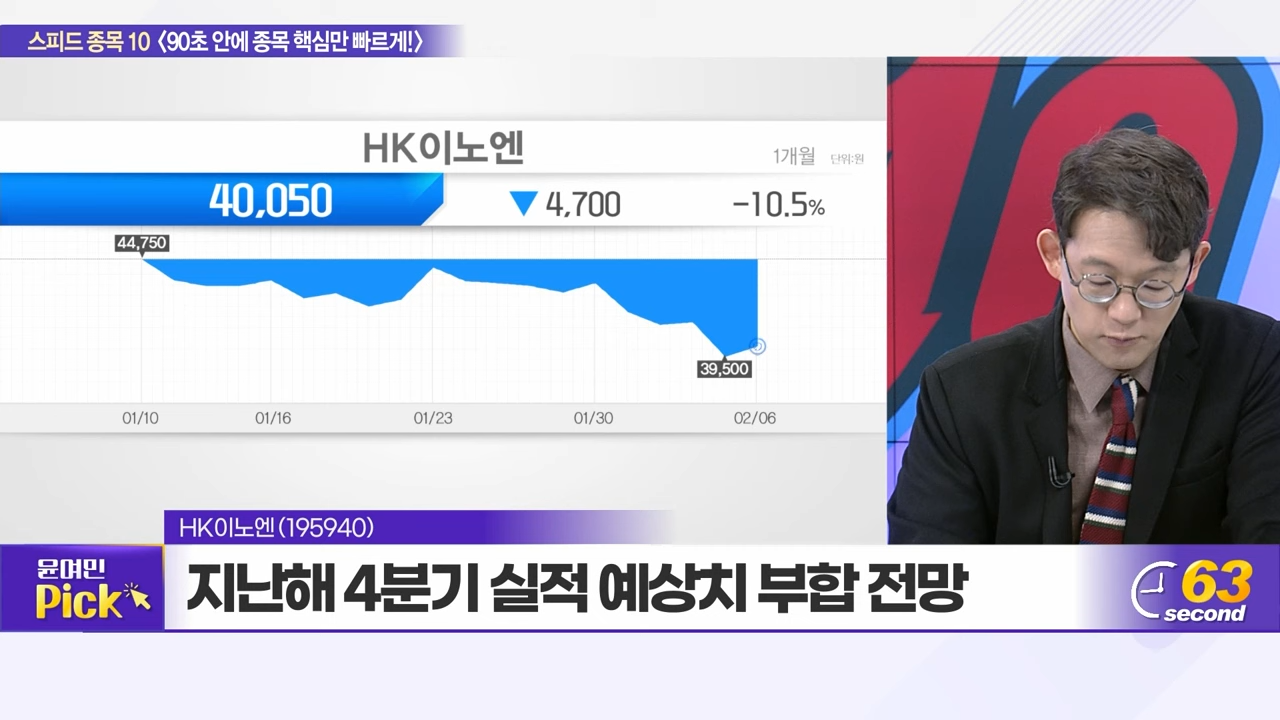 스피드 종목 10 〈90초 안에 종목 핵심만 빠르게!〉
HK이노엔
1개월 단위:원
40,050 ▼ 4,700 -10.5%
44,750
39,500
01/10 01/16 01/23 01/30 02/06
HK이노엔(195940)
윤여민
Pick
지난해 4분기 실적 예상치 부합 전망
63
second